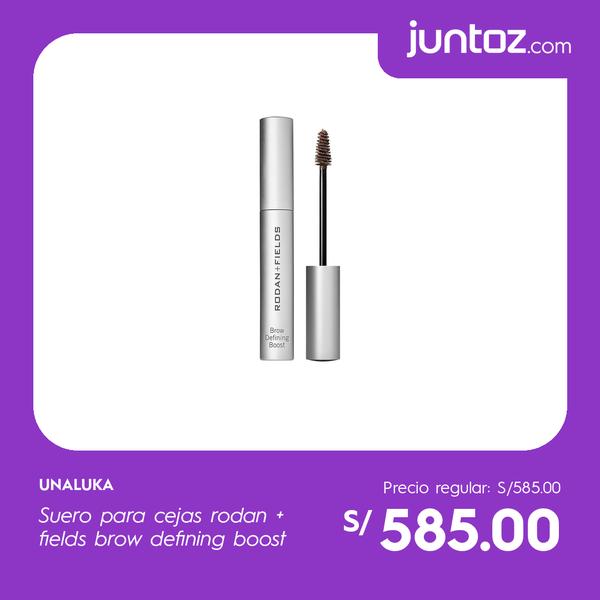 juntoz.com
RODAN+FIELDS
Brow
Defining
Boost
UNALUKA
Suero para cejas rodan +
fields brow defining boost
Precio regular: S/585.00
S/ 585.00